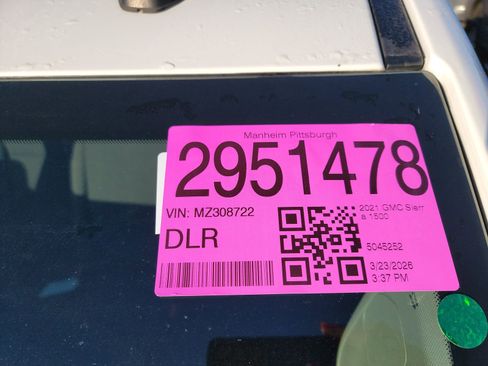 Manheim Pittsburgh
2951478
VIN: MZ308722
DLR
2021 GMC Sierr
a 1500
5045252
3/23/2026
3:37 PM